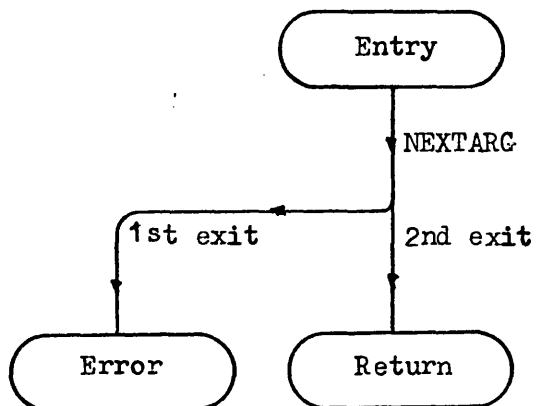 Entry
NEXTARG
1st exit
2nd exit
Error
Return